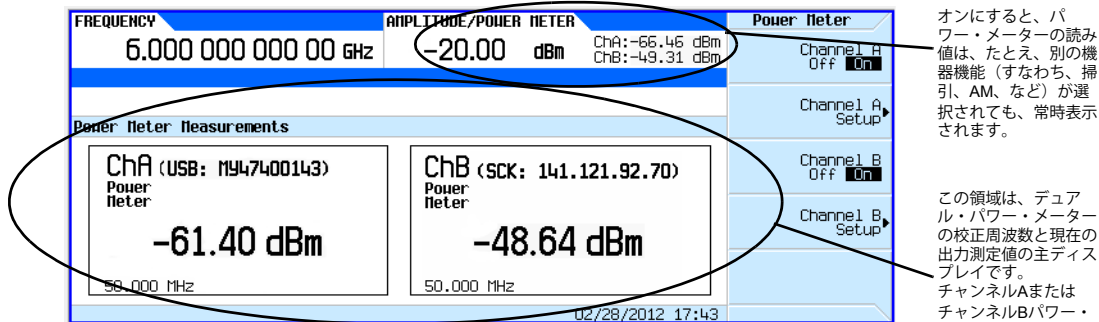 FREQUENCY
AMPLITUDE/POWER METER
Power Meter
6.000 000 000 00 GHz
-20.00 dBm
ChA:-66.46 dBm
ChB:-49.31 dBm
Channel A
Off On
Channel A
Setup
Channel B
Off On
Channel B
Setup
Power Meter Measurements
ChA (USB: MY47400143)
Power
Meter
-61.40 dBm
50.000 MHz
ChB (SCK: 141.121.92.70)
Power
Meter
-48.64 dBm
50.000 MHz
02/28/2012 17:43
オンにすると、パ
ワー・メーターの読み
値は、たとえ、別の機
器機能（すなわち、掃
引、AM、など）が選
択されても、常時表示
されます。
この領域は、デュア
ル・パワー・メーター
の校正周波数と現在の
出力測定値の主ディス
プレイです。
チャンネルAまたは
チャンネルBパワー・